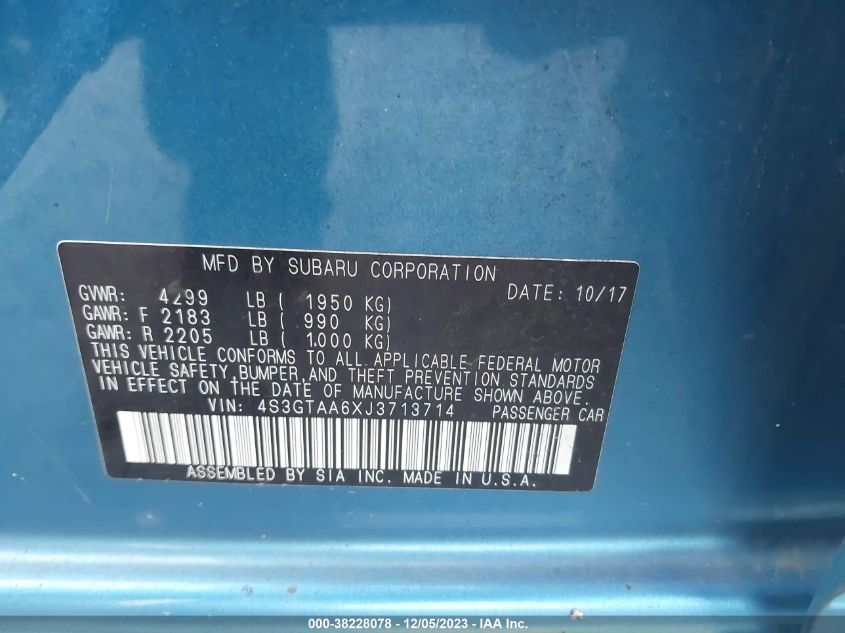 MFD BY SUBARU CORPORATION
GVWR: 4299 LB ( 1950 KG) DATE: 10/17
GAWR: F 2183 LB ( 990 KG)
GAWR: R 2205 LB ( 1,000 KG)
THIS VEHICLE CONFORMS TO ALL APPLICABLE FEDERAL MOTOR
VEHICLE SAFETY, BUMPER, AND THEFT PREVENTION STANDARDS
IN EFFECT ON THE DATE OF MANUFACTURE SHOWN ABOVE.
VIN: 4S3GTAA6XJ3713714 PASSENGER CAR
ASSEMBLED BY SIA INC. MADE IN U.S.A.
000-38228078 - 12/05/2023 - IAA Inc.